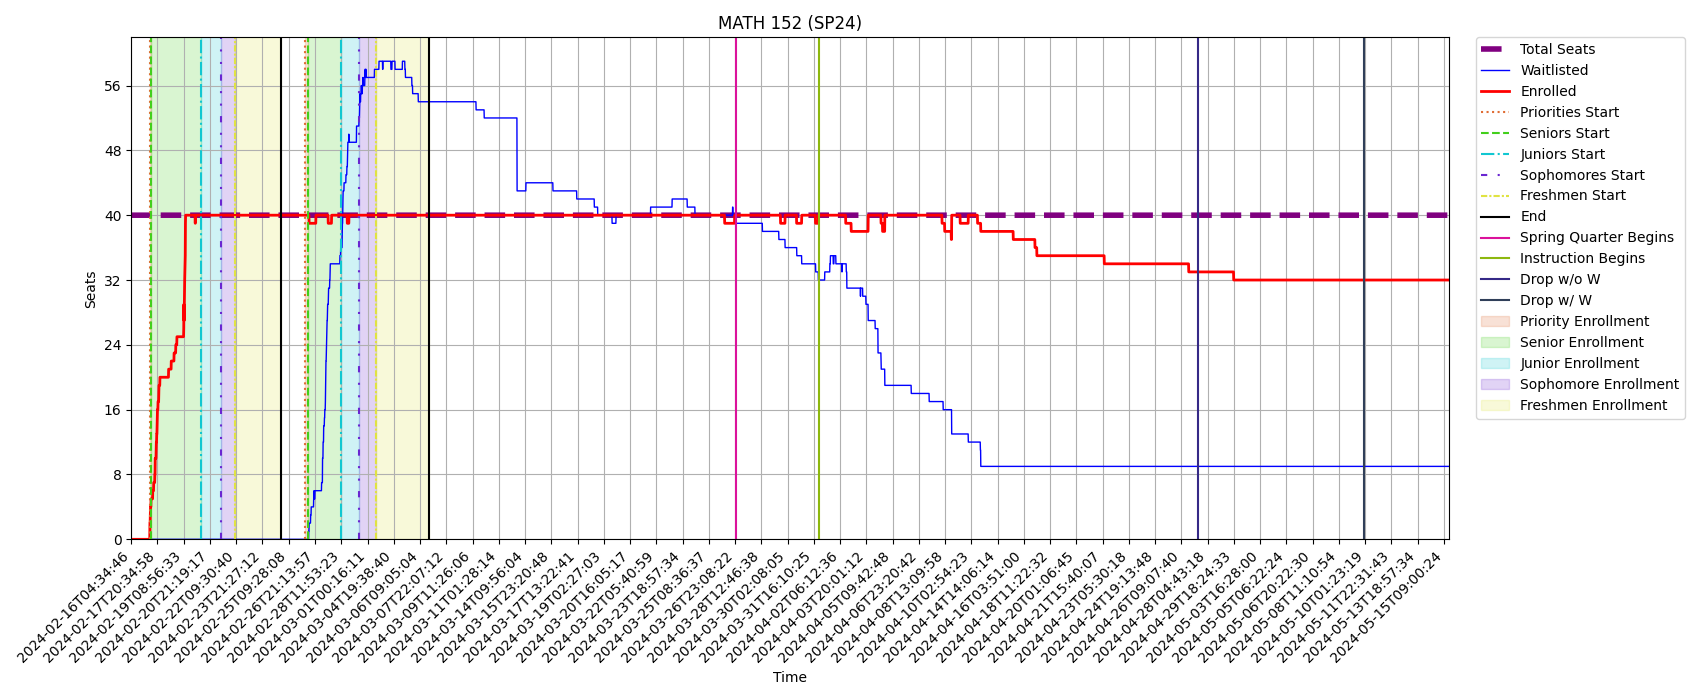 MATH 152 (SP24)
Seats
56
48
40
32
24
16
8
0
2024-02-16T04:34:46
2024-02-17T20:34:58
2024-02-19T08:56:33
2024-02-20T21:19:17
2024-02-22T09:30:40
2024-02-23T21:27:12
2024-02-25T09:28:08
2024-02-26T21:13:57
2024-02-28T11:53:23
2024-03-01T00:16:11
2024-03-04T19:38:40
2024-03-06T09:05:04
2024-03-07T22:07:12
2024-03-10T11:26:06
2024-03-11T01:28:14
2024-03-14T09:56:04
2024-03-15T23:20:48
2024-03-17T13:22:41
2024-03-19T02:27:03
2024-03-20T16:05:17
2024-03-22T05:40:59
2024-03-23T18:57:34
2024-03-25T08:36:37
2024-03-26T23:08:22
2024-03-28T12:46:38
2024-03-30T02:08:05
2024-03-31T16:10:25
2024-04-02T06:12:36
2024-04-03T20:01:12
2024-04-05T09:42:48
2024-04-06T23:20:42
2024-04-08T13:09:58
2024-04-10T02:54:23
2024-04-14T14:06:14
2024-04-16T03:51:00
2024-04-18T11:22:32
2024-04-20T01:06:45
2024-04-21T15:40:07
2024-04-23T05:30:18
2024-04-24T19:13:48
2024-04-26T09:07:40
2024-04-28T04:43:18
2024-04-29T18:24:33
2024-05-03T16:28:00
2024-05-05T06:22:24
2024-05-06T20:22:30
2024-05-08T11:10:54
2024-05-10T01:23:19
2024-05-11T22:31:43
2024-05-13T18:57:34
2024-05-15T09:00:24
Time
Total Seats
Waitlisted
Enrolled
Priorities Start
Seniors Start
Juniors Start
Sophomores Start
Freshmen Start
End
Spring Quarter Begins
Instruction Begins
Drop w/o W
Drop w/ W
Priority Enrollment
Senior Enrollment
Junior Enrollment
Sophomore Enrollment
Freshmen Enrollment